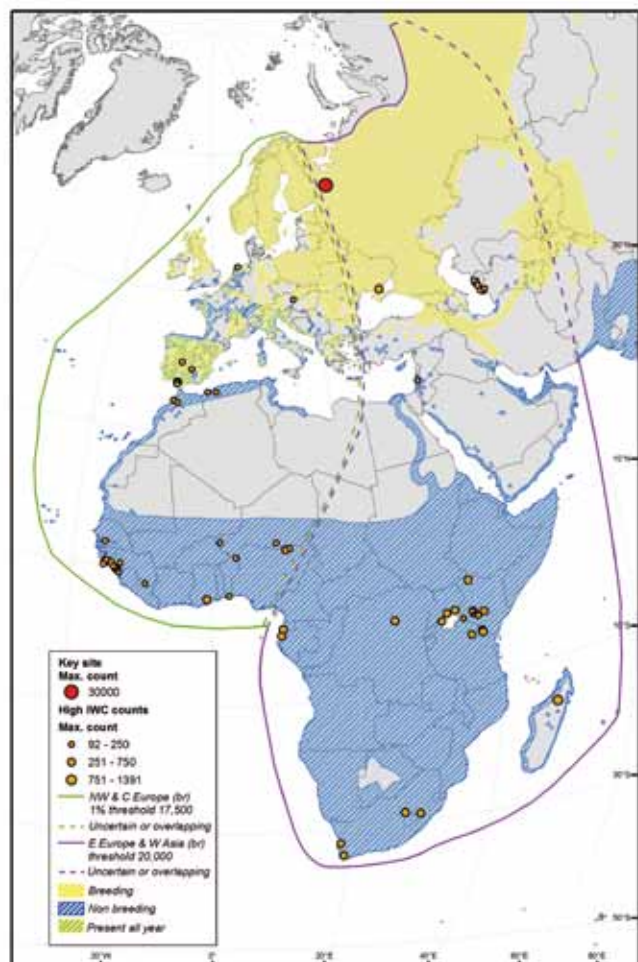 Key site
Max. count
30000
High IWC counts
Max. count
92 - 250
251 - 750
751 - 1391
NW & C Europe (br)
1% threshold 17,500
Uncertain or overlapping
E.Europe & W Asia (br)
threshold 20,000
Uncertain or overlapping
Breeding
Non breeding
Present all year